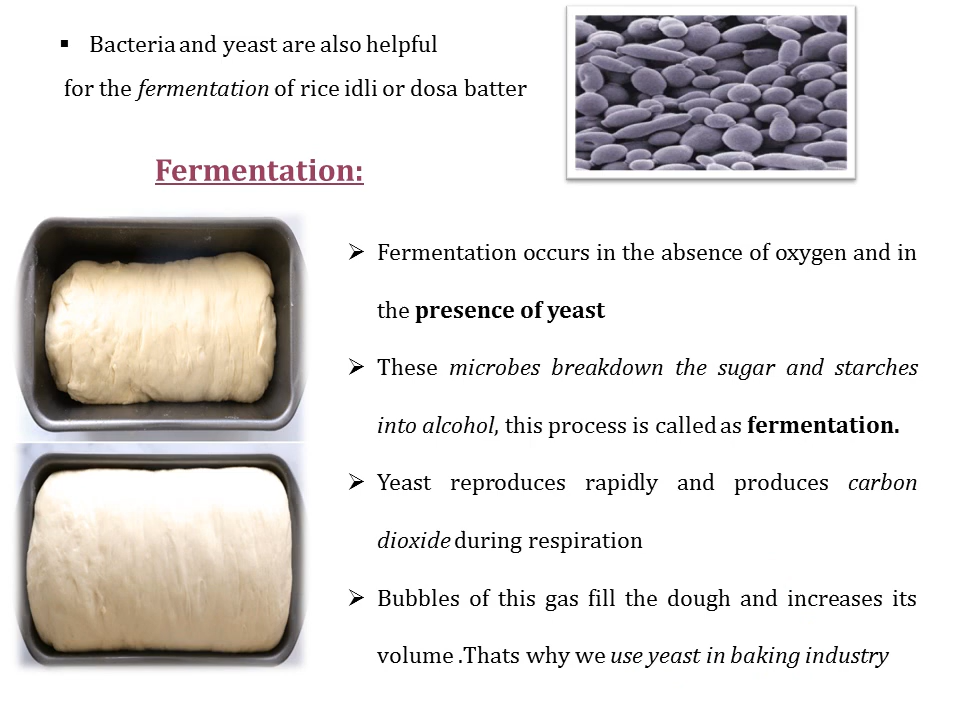 ▪ Bacteria and yeast are also helpful
for the fermentation of rice idli or dosa batter
Fermentation:
➢ Fermentation occurs in the absence of oxygen and in
the presence of yeast
➢ These microbes breakdown the sugar and starches
into alcohol, this process is called as fermentation.
➢ Yeast reproduces rapidly and produces carbon
dioxide during respiration
➢ Bubbles of this gas fill the dough and increases its
volume .Thats why we use yeast in baking industry